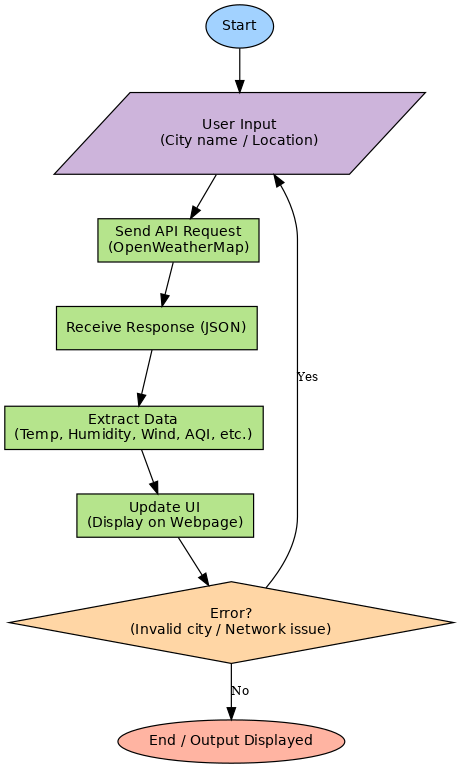 Start
User Input
(City name / Location)
Send API Request
(OpenWeatherMap)
Receive Response (JSON)
Yes
Extract Data
(Temp, Humidity, Wind, AQI, etc.)
Update UI
(Display on Webpage)
Error?
(Invalid city / Network issue)
No
End / Output Displayed